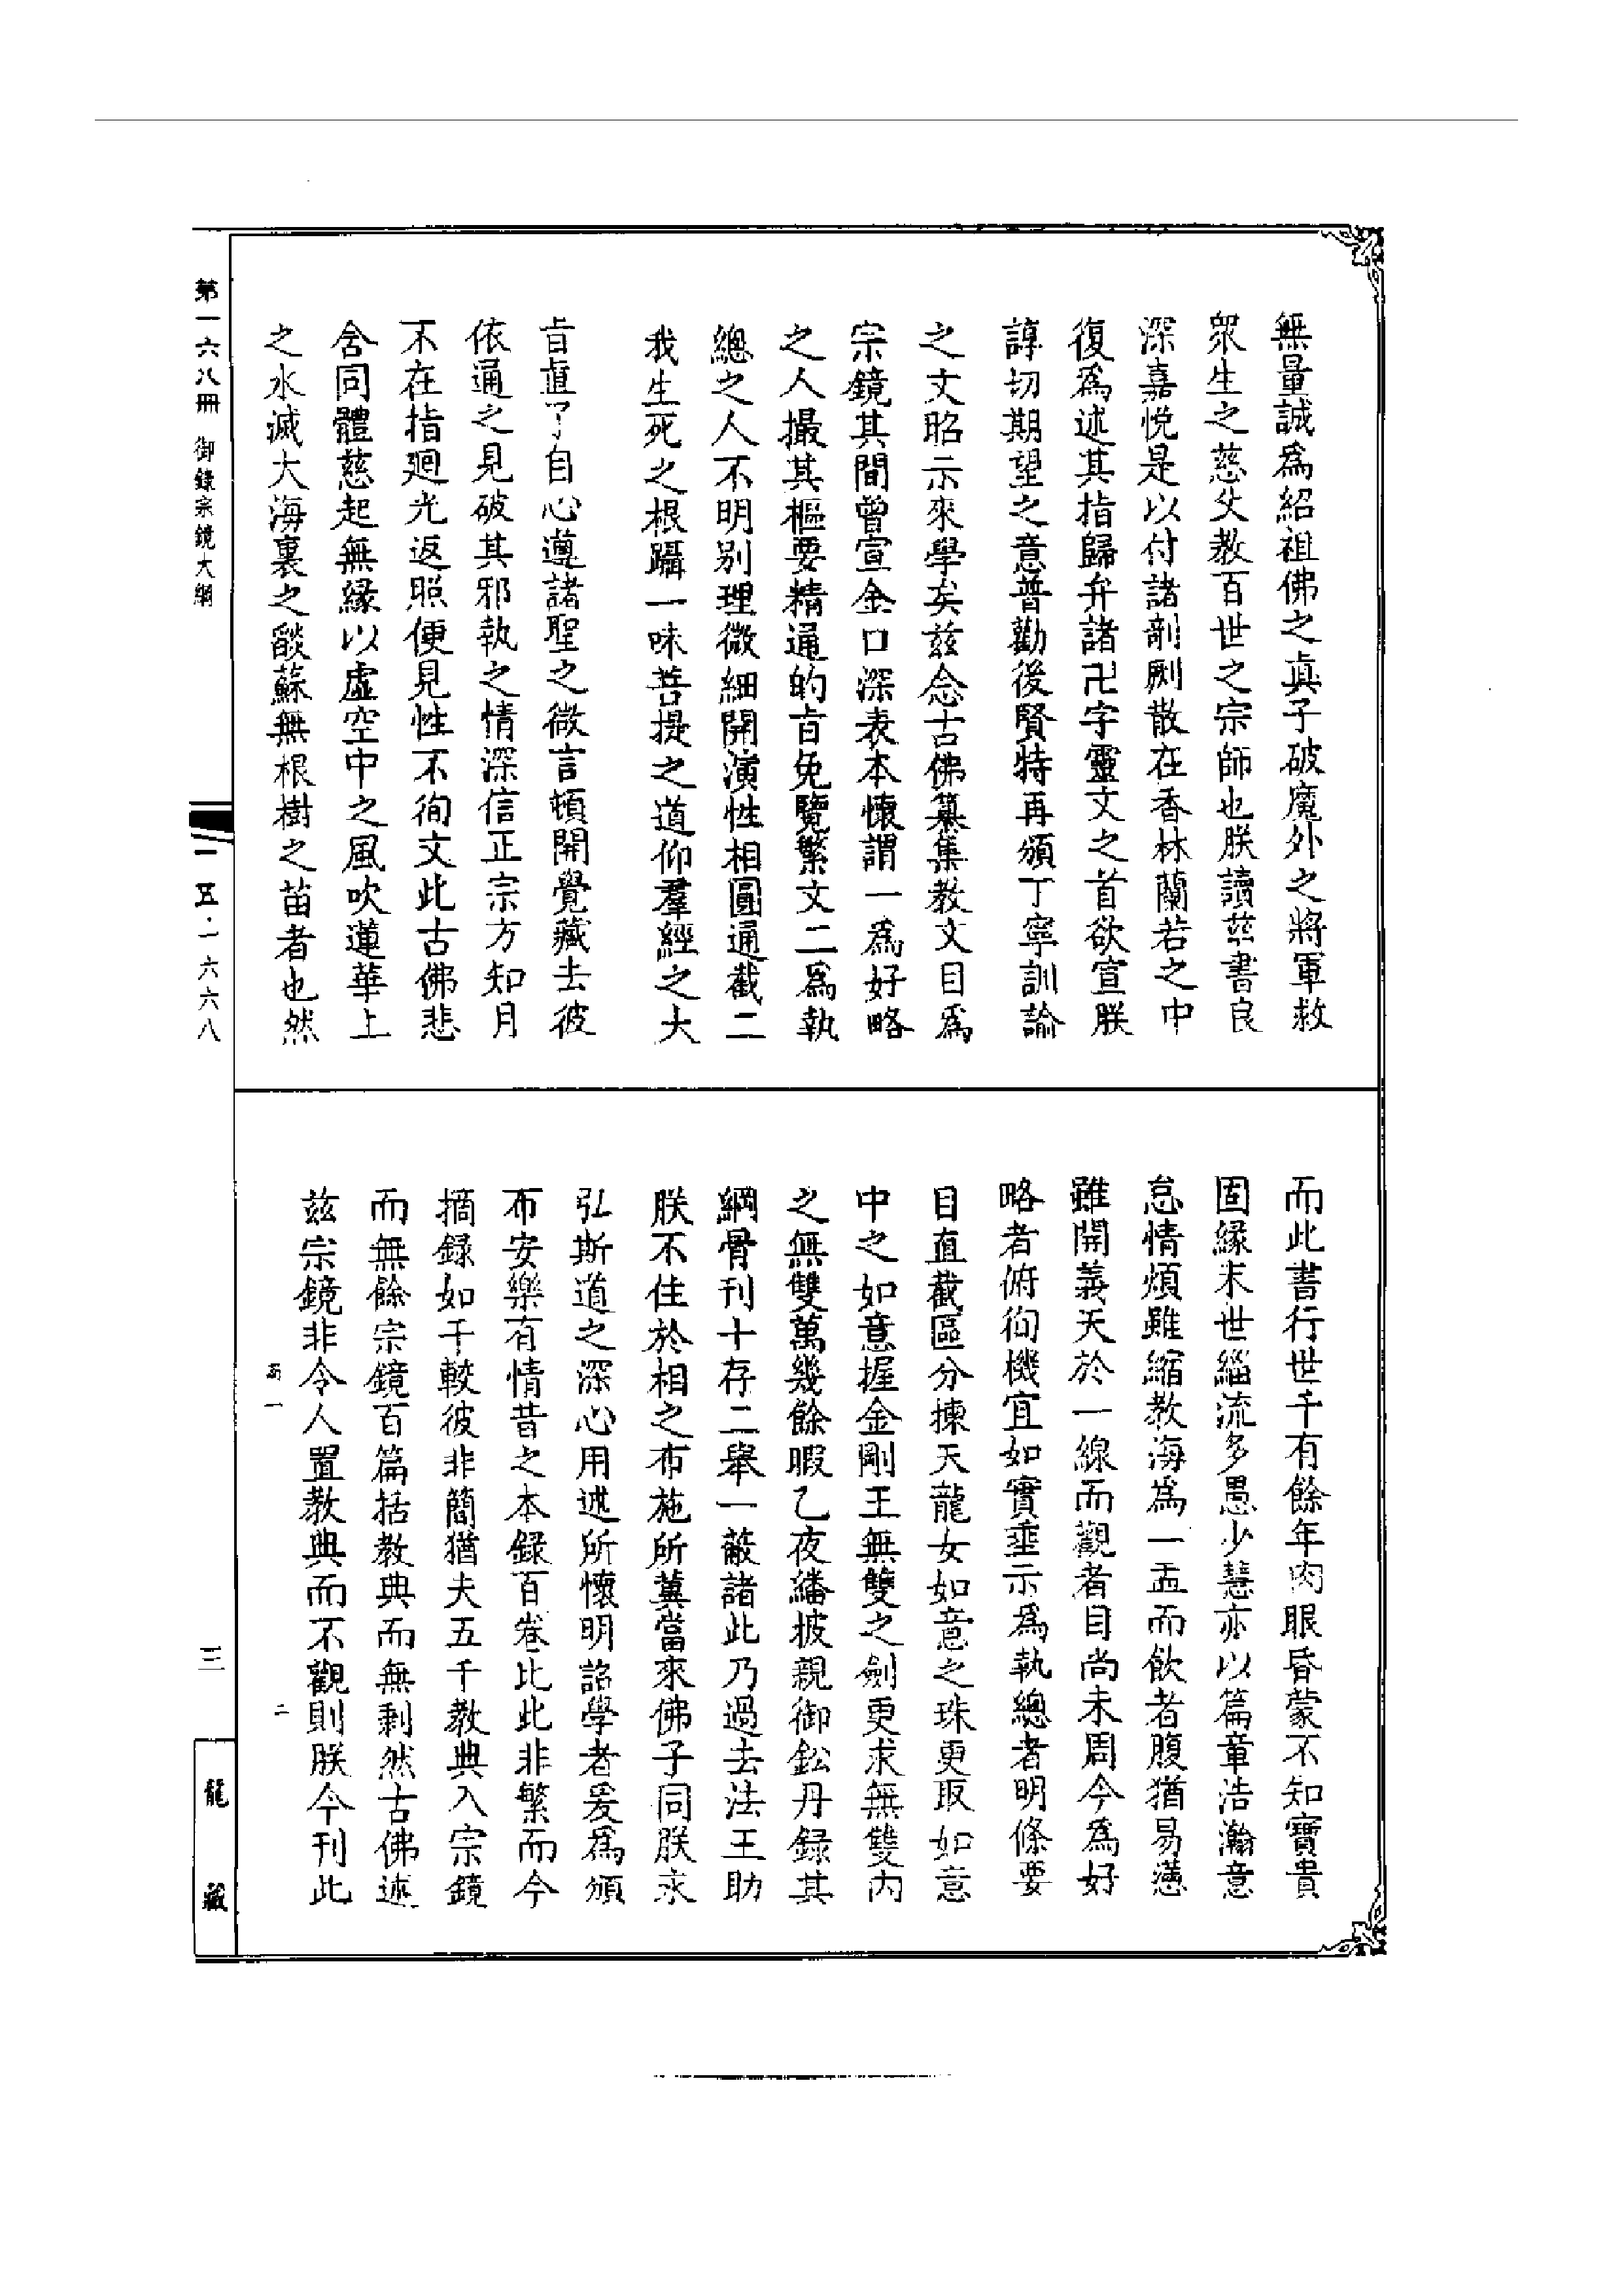 無量誠爲紹祖佛之真子破魔外之將軍救
衆生之慈父教百世之宗師也朕讀茲書良
深嘉悅是以付諸剞劂散在香林蘭若之中
復爲述其指歸弁諸卍字靈文之首欲宣朕
諄切期望之意普勸後賢特再頒丁寧訓諭
之文昭示來學矣茲念古佛纂集教文目爲
宗鏡其間曾宣金口深表本懷謂一爲好略
之人撮其樞要精通的旨免覽繁文二爲執
總之人不明別理微細開演性相圓通截二
我生死之根躡一味菩提之道仰羣經之大
旨直了自心遵諸聖之微言頓開覺藏去彼
依通之見破其邪執之情深信正宗方知月
不在指廻光返照便見性不徇文此古佛悲
含同體慈起無緣以虛空中之風吹蓮華上
之水滅大海裏之燄蘇無根樹之苗者也然
而此書行世千有餘年肉眼昏蒙不知寶貴
固緣末世緇流多愚少慧亦以篇章浩瀚意
怠情煩雖縮教海爲一盂而飲者腹猶易懣
雖開義天於一線而觀者目尚未周今爲好
略者俯徇機宜如實垂示爲執總者明條要
目直截區分揀天龍女如意之珠更取如意
中之如意握金剛王無雙之劍更求無雙內
之無雙萬幾餘暇乙夜繙披親御鉛丹錄其
綱骨刊十存二舉一蔽諸此乃過去法王助
朕不住於相之布施所冀當來佛子同朕永
弘斯道之深心用述所懷明諮學者爰爲頒
布安樂有情昔之本錄百卷比此非繁而今
摘錄如干較彼非簡猶夫五千教典入宗鏡
而無餘宗鏡百篇括教典而無剩然古佛述
茲宗鏡非令人置教典而不觀則朕今刊此
第一六八冊 御錄宗鏡大綱
一五·一六六八
三
龍藏